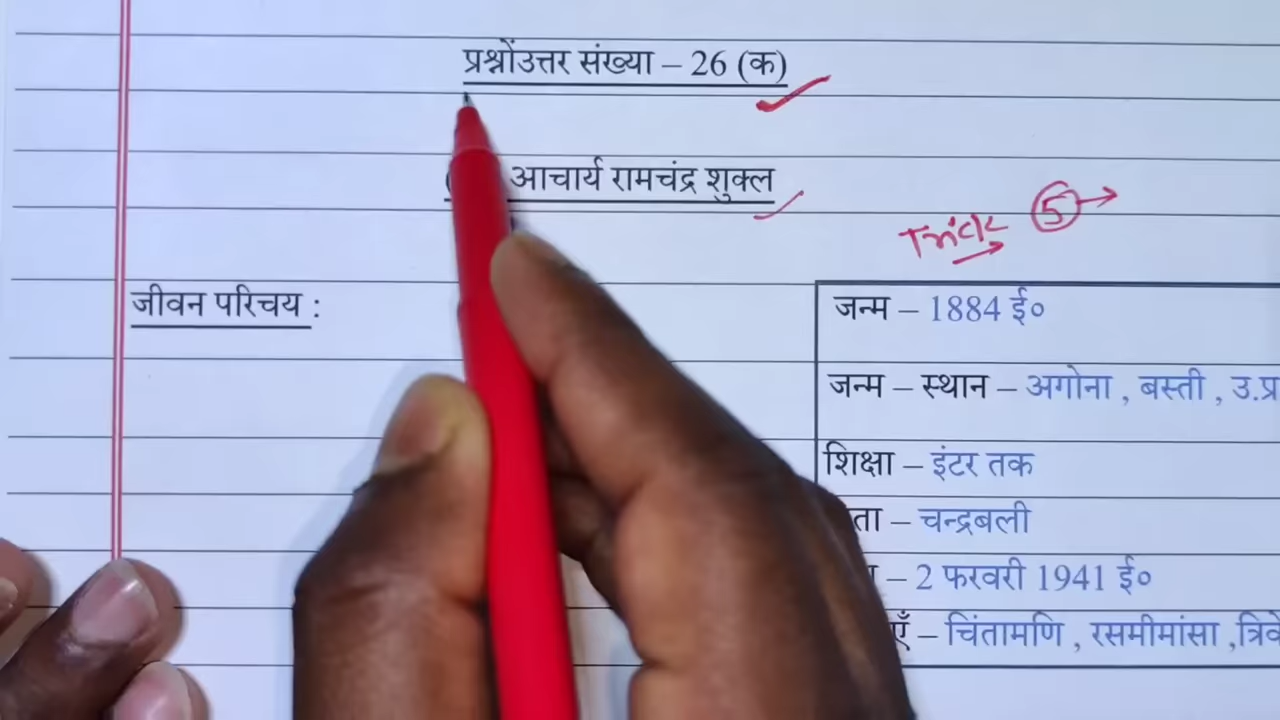 प्रश्नोंउत्तर संख्या – 26 (क)
आचार्य रामचंद्र शुक्ल
Trick 5 →
जीवन परिचय :
जन्म – 1884 ई०
जन्म – स्थान – अगोना , बस्ती , उ.प्र
शिक्षा – इंटर तक
– चन्द्रबली
– 2 फरवरी 1941 ई०
– चिंतामणि , रसमीमांसा ,